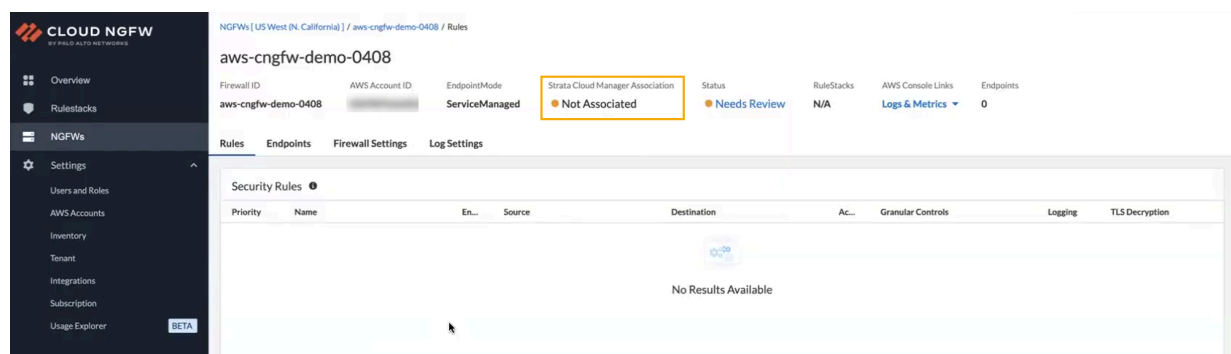 CLOUD NGFW
BY PALO ALTO NETWORKS
Overview
Rulestacks
NGFWs
Settings
Users and Roles
AWS Accounts
Inventory
Tenant
Integrations
Subscription
Usage Explorer BETA
NGFWs [ US West (N. California) ] / aws-cngfw-demo-0408 / Rules
aws-cngfw-demo-0408
Firewall ID AWS Account ID EndpointMode Strata Cloud Manager Association Status RuleStacks AWS Console Links Endpoints
aws-cngfw-demo-0408 ServiceManaged Not Associated Needs Review N/A Logs & Metrics 0
Rules Endpoints Firewall Settings Log Settings
Security Rules
Priority Name En... Source Destination Ac... Granular Controls Logging TLS Decryption
No Results Available